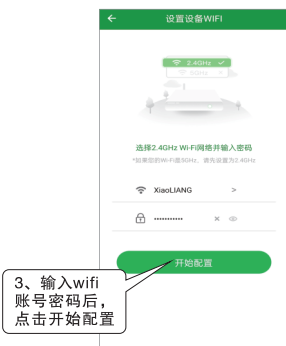 设置设备WIFI
2.4GHz
5GHz
选择2.4GHz Wi-Fi网络并输入密码
*如果您的Wi-Fi是5GHz，请先设置为2.4GHz
XiaoLIANG >
•••••••••••
开始配置
3、输入wifi
账号密码后，
点击开始配置